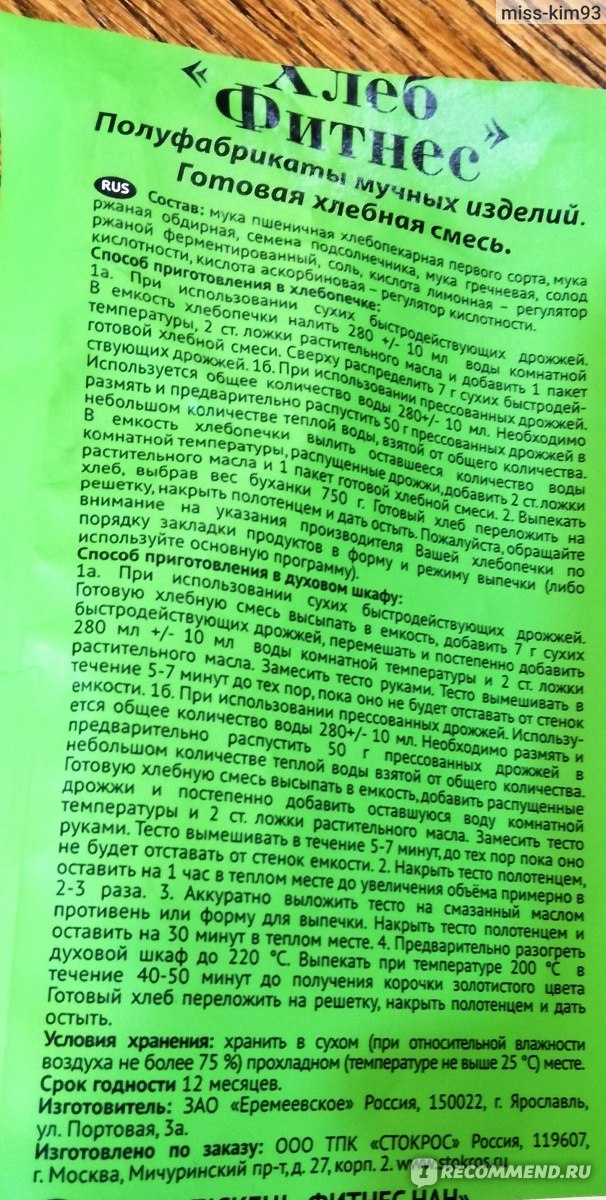 miss-kim93
Хлеб
« Фитнес»
Полуфабрикаты мучных изделий.
Готовая хлебная смесь.
RUS Состав: мука пшеничная хлебопекарная первого сорта, мука
ржаная обдирная, семена подсолнечника, мука гречневая, солод
ржаной ферментированный, соль, кислота лимонная – регулятор
кислотности, кислота аскорбиновая – регулятор кислотности.
Способ приготовления в хлебопечке:
1а. При использовании сухих быстродействующих дрожжей.
В емкость хлебопечки налить 280 +/- 10 мл воды комнатной
температуры, 2 ст. ложки растительного масла и добавить 1 пакет
готовой хлебной смеси. Сверху распределить 7 г сухих быстродей-
ствующих дрожжей. 1б. При использовании прессованных дрожжей.
Используется общее количество воды 280+/- 10 мл. Необходимо
размять и предварительно распустить 50 г прессованных дрожжей в
небольшом количестве теплой воды, взятой от общего количества.
В емкость хлебопечки вылить оставшееся количество воды
комнатной температуры, распущенные дрожжи, добавить 2 ст. ложки
растительного масла и 1 пакет готовой хлебной смеси. 2. Выпекать
хлеб, выбрав вес буханки 750 г. Готовый хлеб переложить на
решетку, накрыть полотенцем и дать остыть. Пожалуйста, обращайте
внимание на указания производителя Вашей хлебопечки по
порядку закладки продуктов в форму и режиму выпечки (либо
используйте основную программу).
Способ приготовления в духовом шкафу:
1а. При использовании сухих быстродействующих дрожжей.
Готовую хлебную смесь высыпать в емкость, добавить 7 г сухих
быстродействующих дрожжей, перемешать и постепенно добавить
280 мл +/- 10 мл воды комнатной температуры и 2 ст. ложки
растительного масла. Замесить тесто руками. Тесто вымешивать в
течение 5-7 минут до тех пор, пока оно не будет отставать от стенок
емкости. 1б. При использовании прессованных дрожжей. Использу-
ется общее количество воды 280+/- 10 мл. Необходимо размять и
предварительно распустить 50 г прессованных дрожжей в
небольшом количестве теплой воды взятой от общего количества.
Готовую хлебную смесь высыпать в емкость, добавить распущенные
дрожжи и постепенно добавить оставшуюся воду комнатной
температуры и 2 ст. ложки растительного масла. Замесить тесто
руками. Тесто вымешивать в течение 5-7 минут, до тех пор пока оно
не будет отставать от стенок емкости. 2. Накрыть тесто полотенцем,
оставить на 1 час в теплом месте до увеличения объёма примерно в
2-3 раза. 3. Аккуратно выложить тесто на смазанный маслом
противень или форму для выпечки. Накрыть тесто полотенцем и
оставить на 30 минут в теплом месте. 4. Предварительно разогреть
духовой шкаф до 220 °С. Выпекать при температуре 200 °С в
течение 40-50 минут до получения корочки золотистого цвета
Готовый хлеб переложить на решетку, накрыть полотенцем и дать
остыть.
Условия хранения: хранить в сухом (при относительной влажности
воздуха не более 75 %) прохладном (температуре не выше 25 °С) месте.
Срок годности 12 месяцев.
Изготовитель: ЗАО «Еремеевское» Россия, 150022, г. Ярославль,
ул. Портовая, 3а.
Изготовлено по заказу: ООО ТПК «СТОКРОС» Россия, 119607,
г. Москва, Мичуринский пр-т, д. 27, корп. 2. www.stokros.ru
IRECOMMEND.RU
«ФИТНЕС НАН»